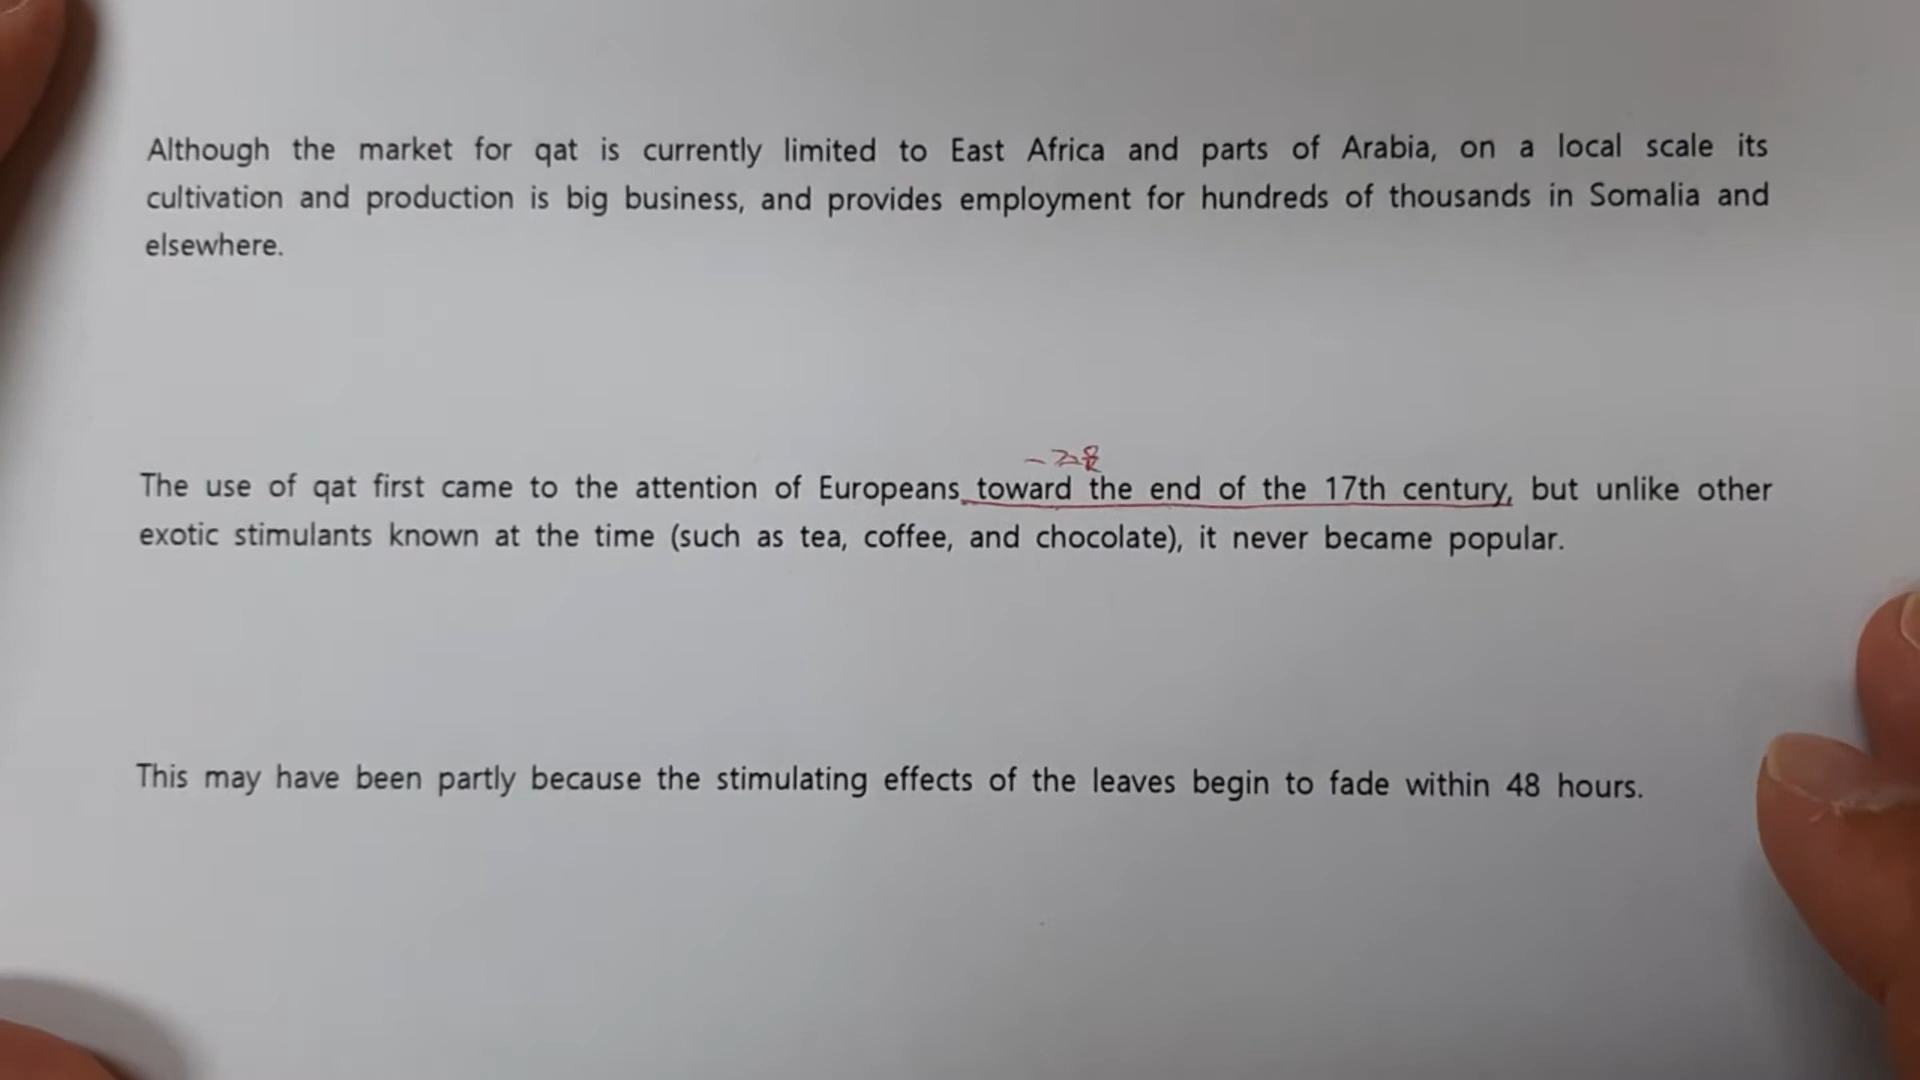 Although the market for qat is currently limited to East Africa and parts of Arabia, on a local scale its
cultivation and production is big business, and provides employment for hundreds of thousands in Somalia and
elsewhere.
The use of qat first came to the attention of Europeans toward the end of the 17th century, but unlike other
exotic stimulants known at the time (such as tea, coffee, and chocolate), it never became popular.
This may have been partly because the stimulating effects of the leaves begin to fade within 48 hours.